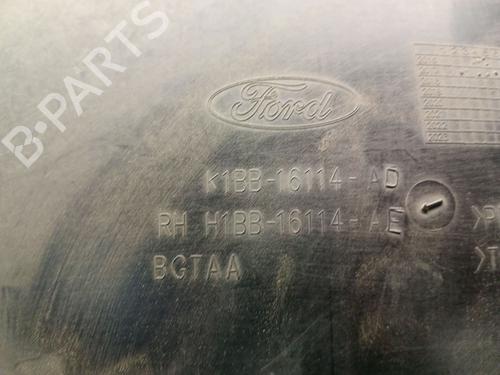 B-PARTS
Ford
K1BB-16114-AD
RH H1BB-16114-AE
BGTAA
>P
>T